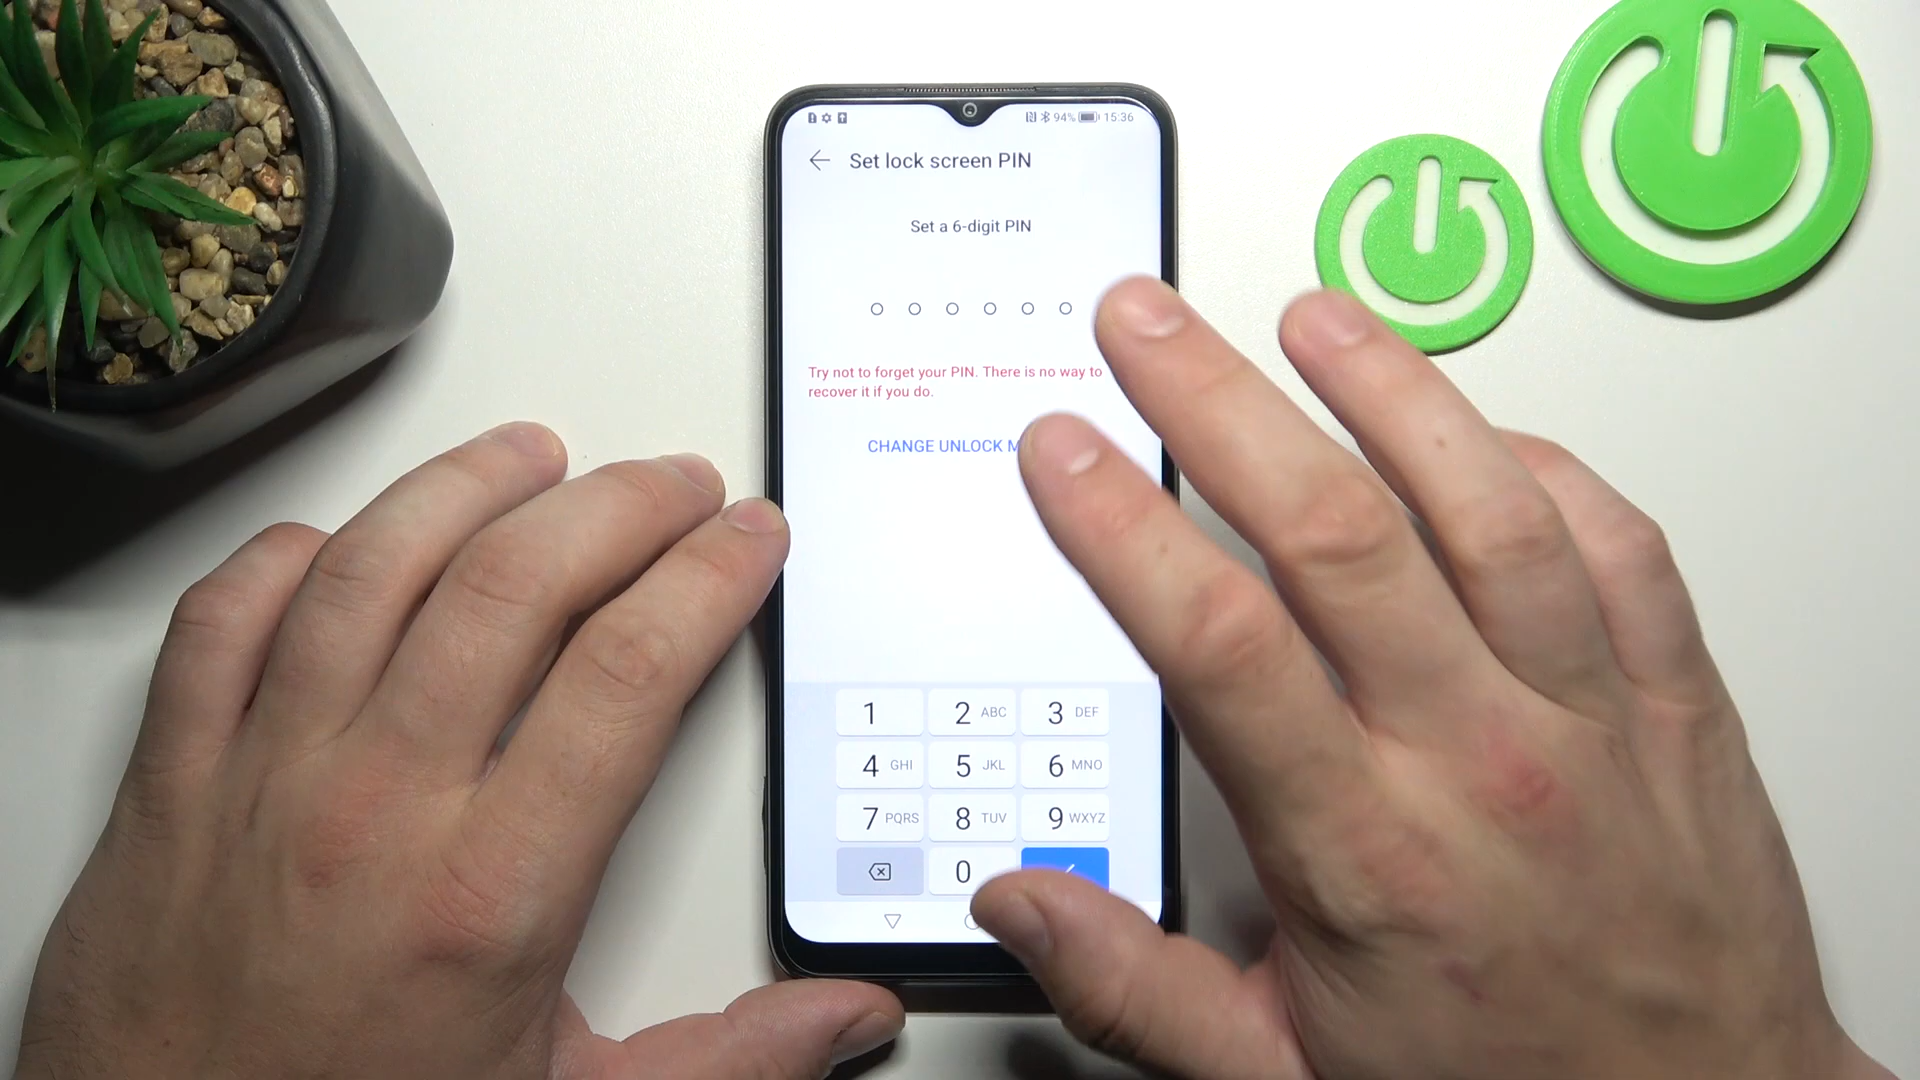 94% 15:36
Set lock screen PIN
Set a 6-digit PIN
Try not to forget your PIN. There is no way to
recover it if you do.
CHANGE UNLOCK
1 2 ABC 3 DEF
4 GHI 5 JKL 6 MNO
7 PQRS 8 TUV 9 WXYZ
0